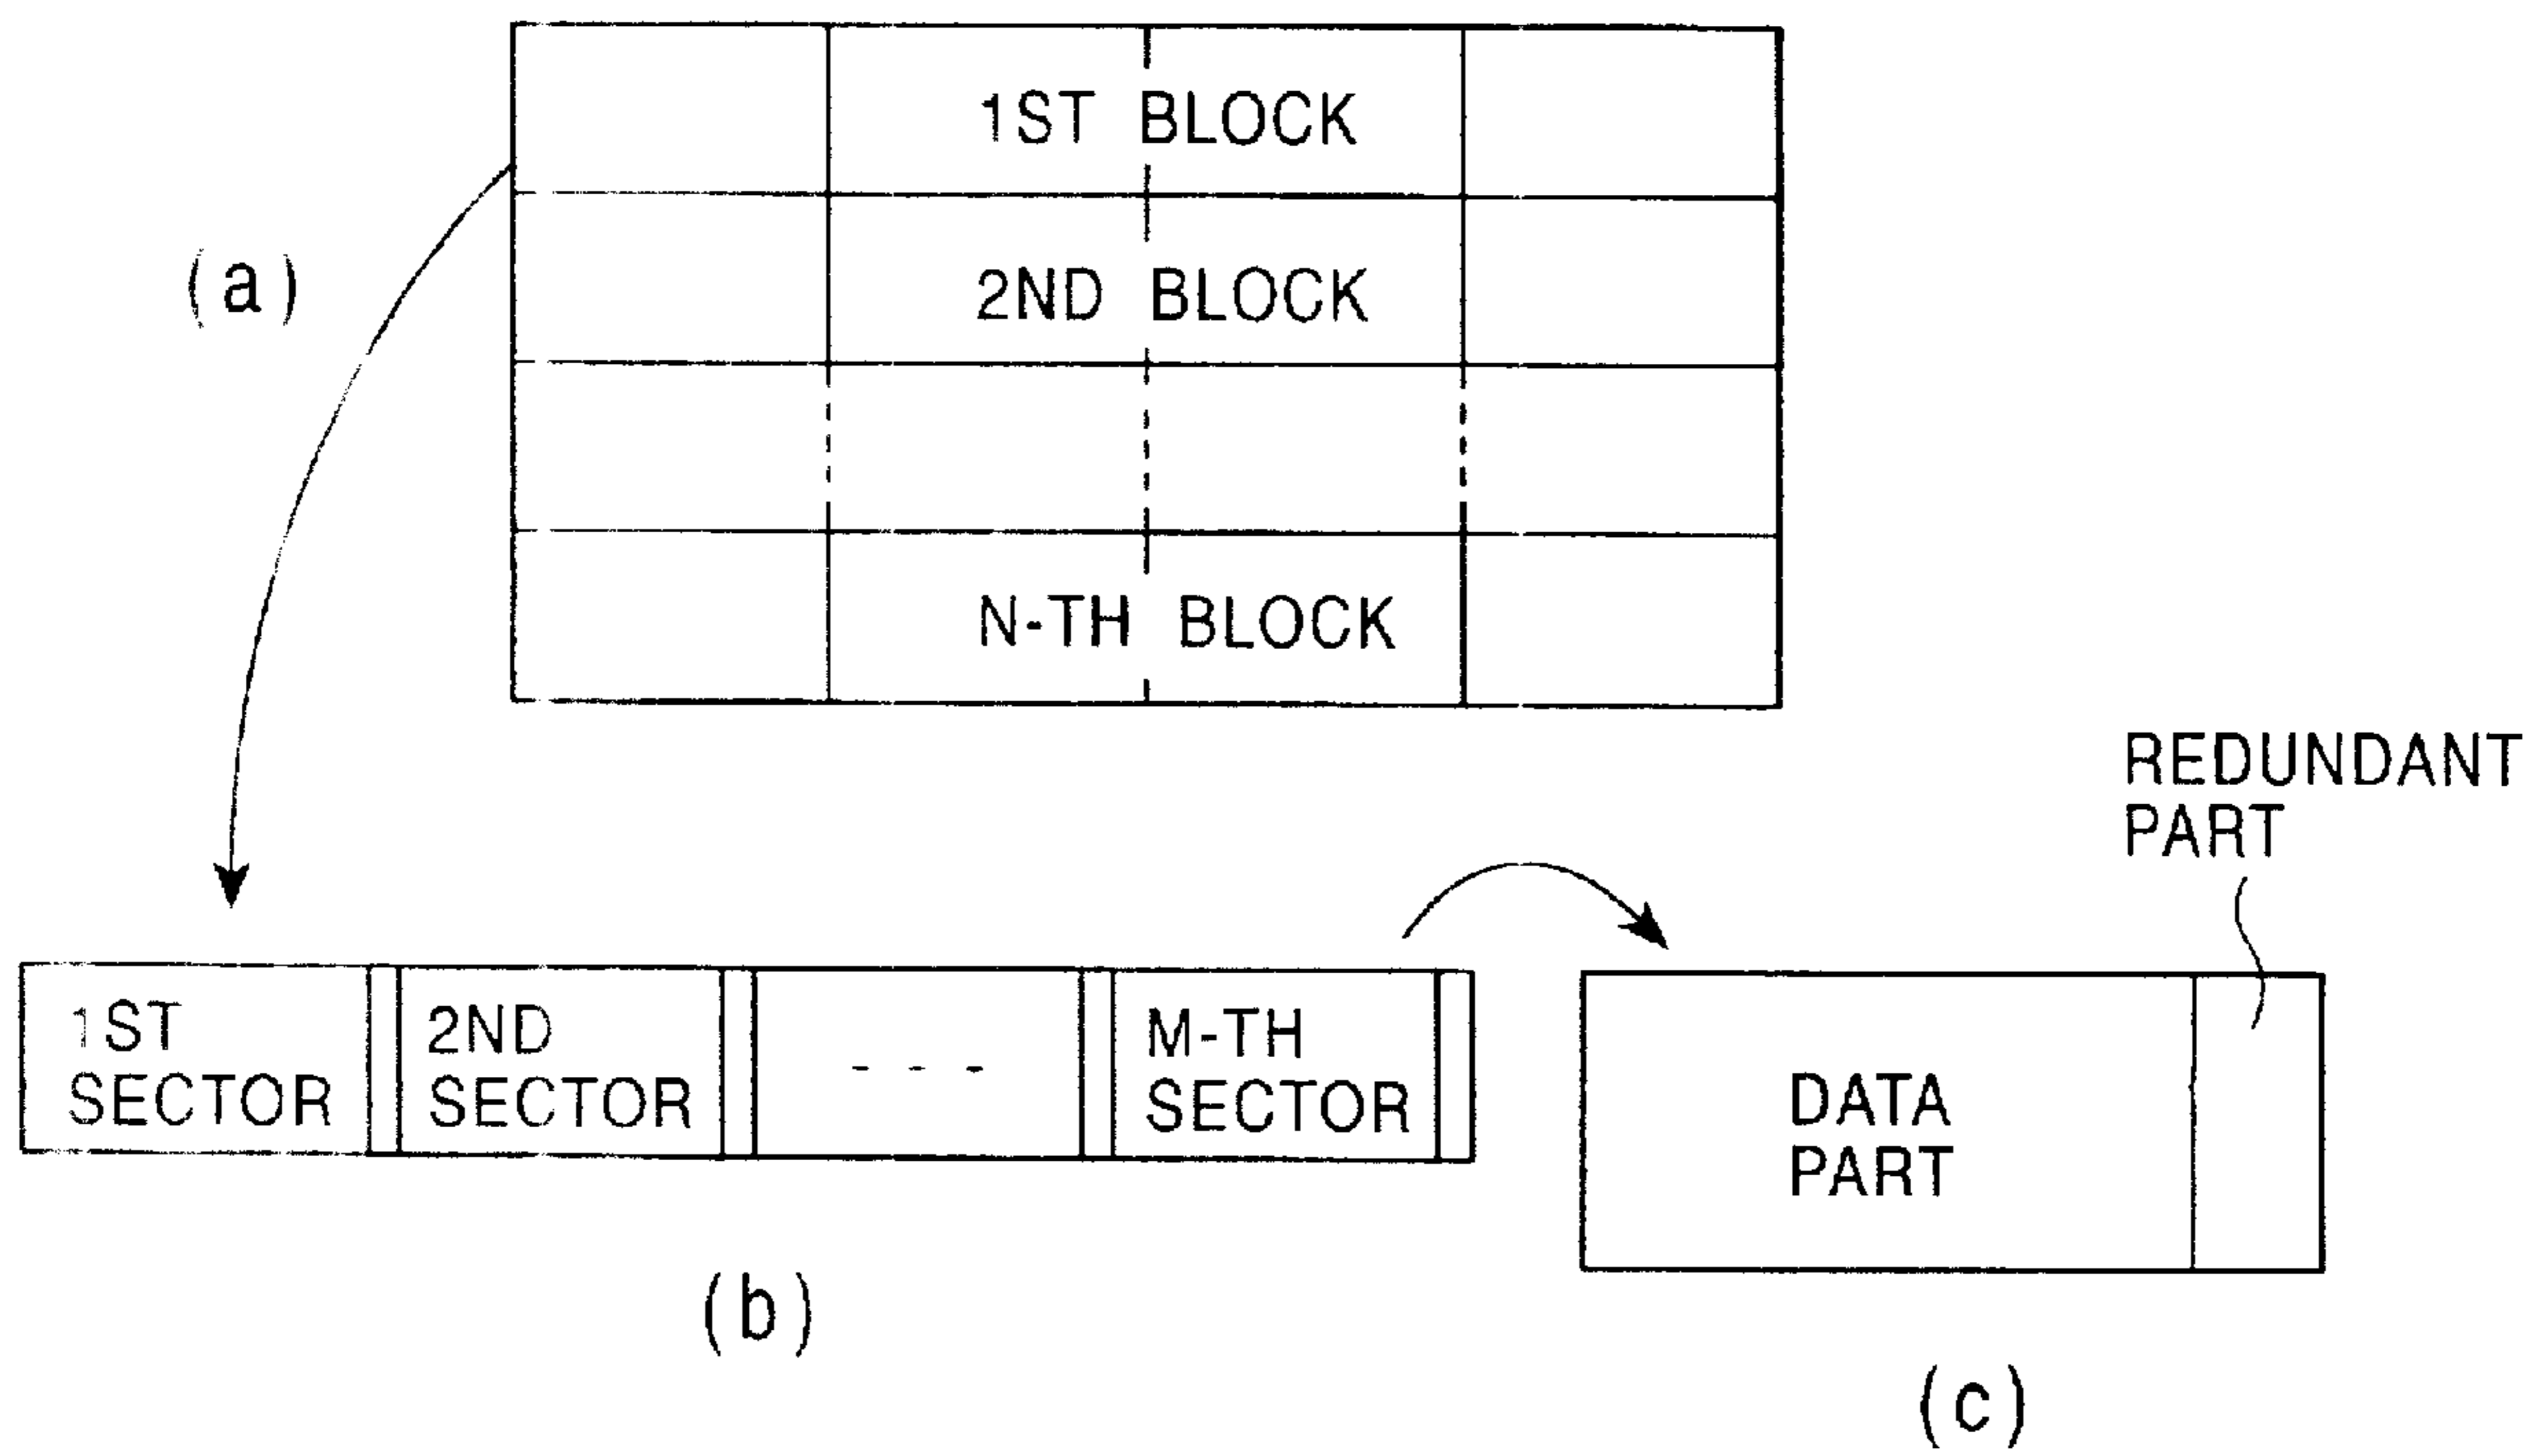 1ST BLOCK
(a)
2ND BLOCK
N-TH BLOCK
REDUNDANT
PART
1ST
SECTOR
2ND
SECTOR
- - -
M-TH
SECTOR
DATA
PART
(b)
(c)